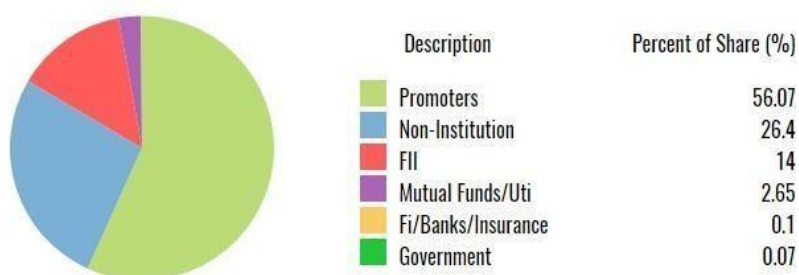 Description Percent of Share (%)
Promoters 56.07
Non-Institution 26.4
FII 14
Mutual Funds/Uti 2.65
Fi/Banks/Insurance 0.1
Government 0.07